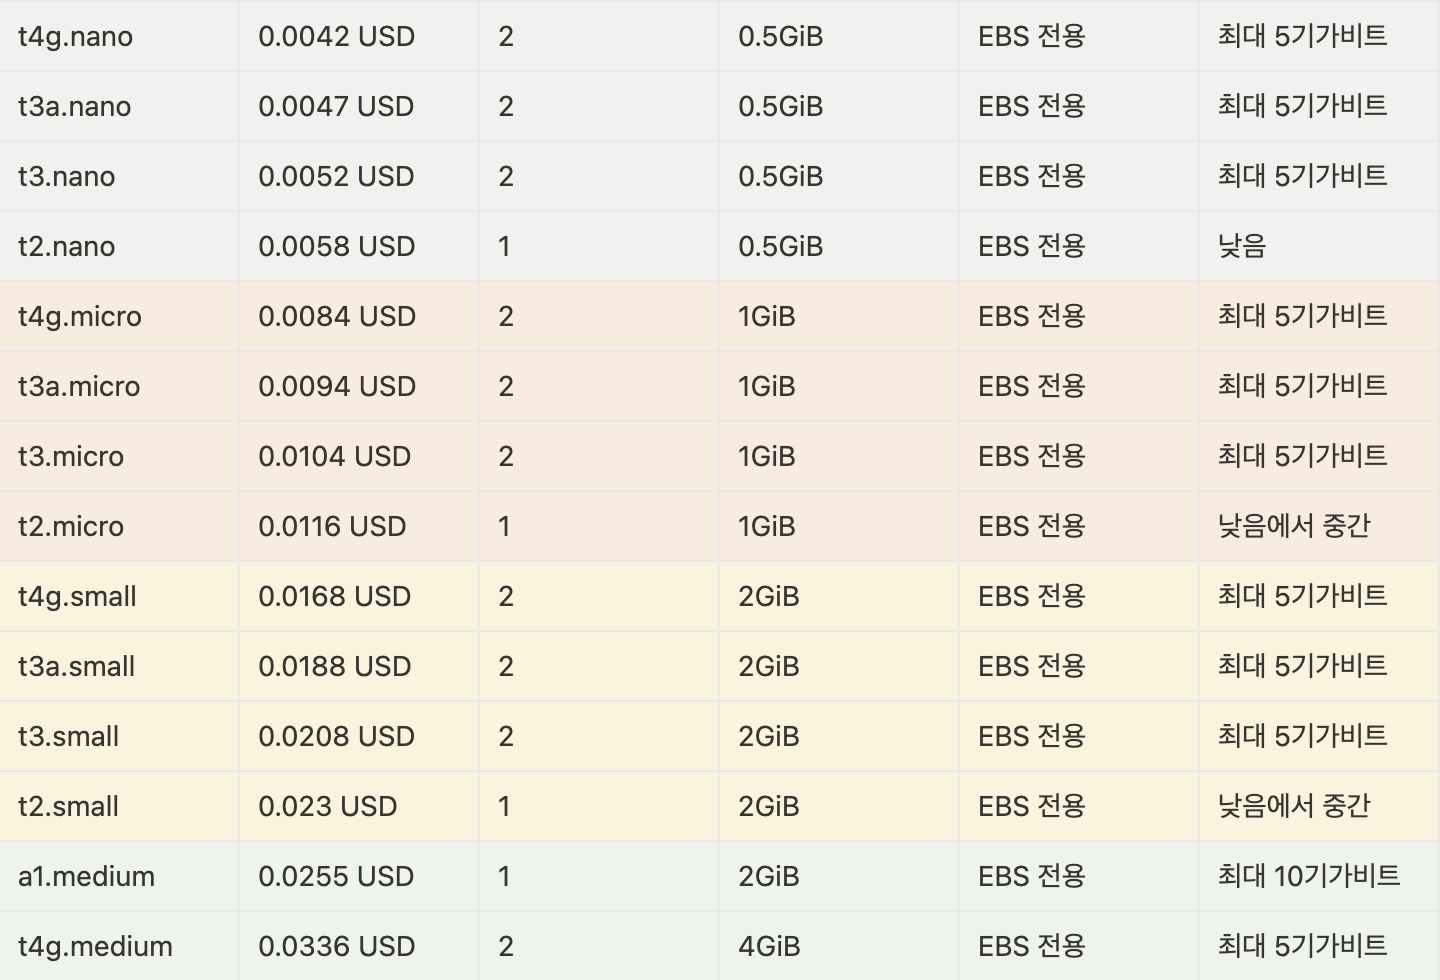 t4g.nano 0.0042 USD 2 0.5GiB EBS 전용 최대 5기가비트
t3a.nano 0.0047 USD 2 0.5GiB EBS 전용 최대 5기가비트
t3.nano 0.0052 USD 2 0.5GiB EBS 전용 최대 5기가비트
t2.nano 0.0058 USD 1 0.5GiB EBS 전용 낮음
t4g.micro 0.0084 USD 2 1GiB EBS 전용 최대 5기가비트
t3a.micro 0.0094 USD 2 1GiB EBS 전용 최대 5기가비트
t3.micro 0.0104 USD 2 1GiB EBS 전용 최대 5기가비트
t2.micro 0.0116 USD 1 1GiB EBS 전용 낮음에서 중간
t4g.small 0.0168 USD 2 2GiB EBS 전용 최대 5기가비트
t3a.small 0.0188 USD 2 2GiB EBS 전용 최대 5기가비트
t3.small 0.0208 USD 2 2GiB EBS 전용 최대 5기가비트
t2.small 0.023 USD 1 2GiB EBS 전용 낮음에서 중간
a1.medium 0.0255 USD 1 2GiB EBS 전용 최대 10기가비트
t4g.medium 0.0336 USD 2 4GiB EBS 전용 최대 5기가비트